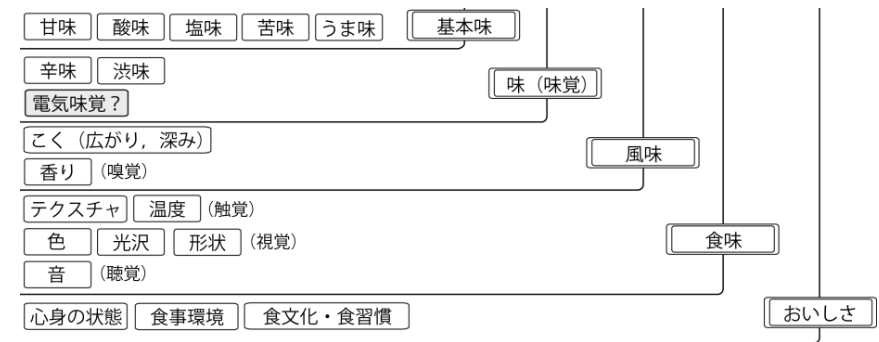 甘味 酸味 塩味 苦味 うま味 基本味
辛味 渋味
味（味覚）
電気味覚？
こく（広がり，深み）
風味
香り （嗅覚）
テクスチャ 温度 （触覚）
色 光沢 形状 （視覚） 食味
音 （聴覚）
心身の状態 食事環境 食文化・食習慣 おいしさ